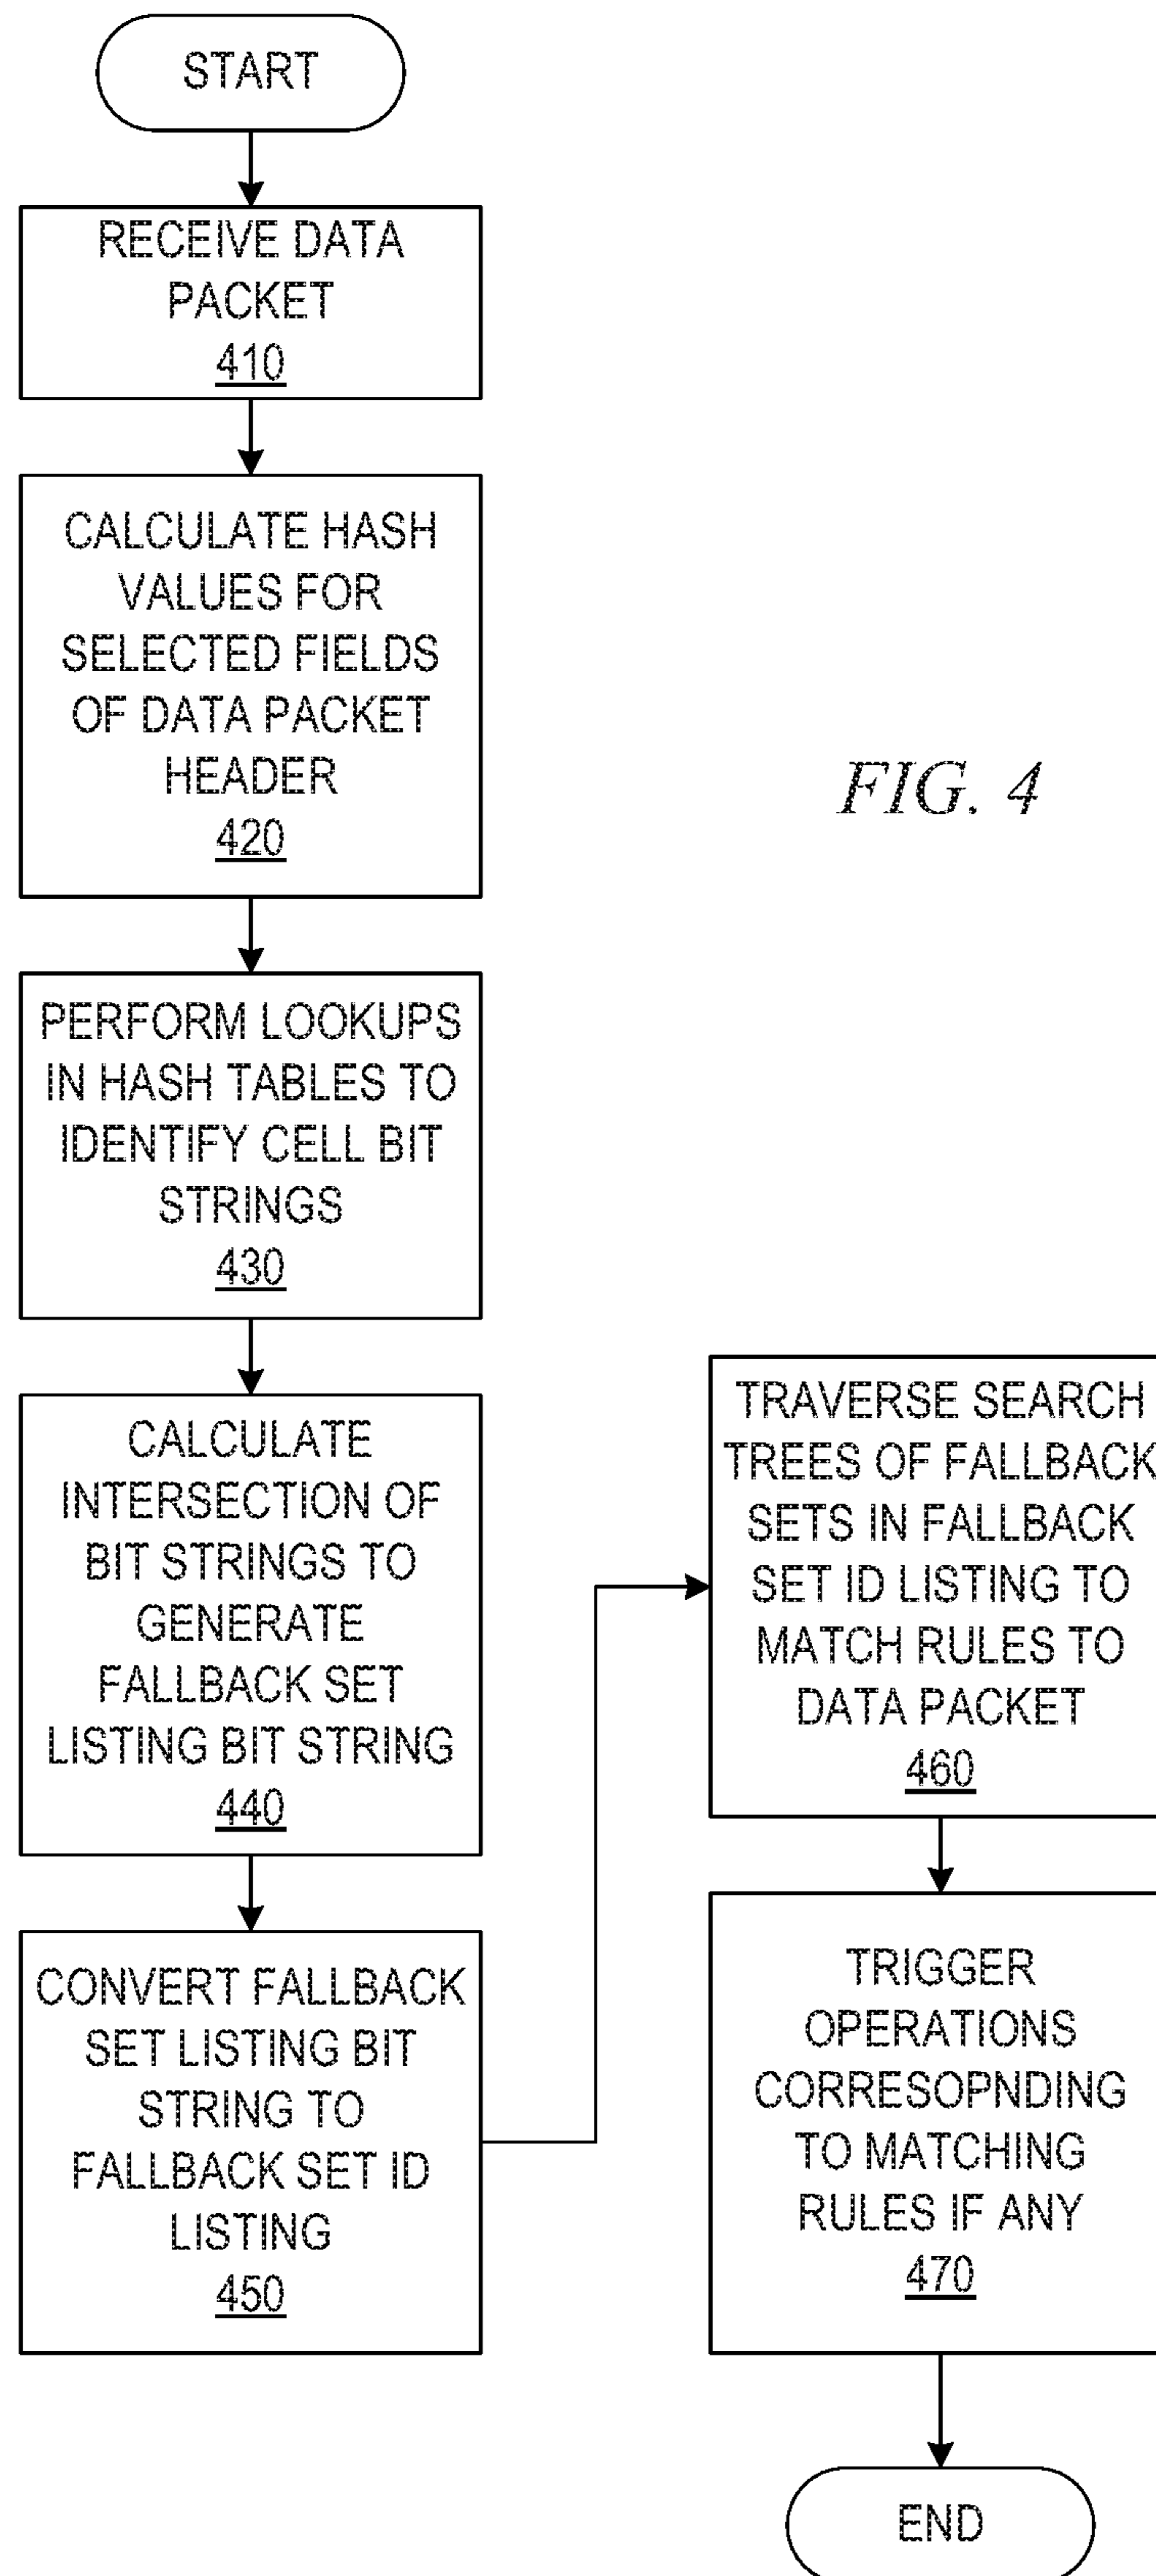 START
RECEIVE DATA
PACKET
410
CALCULATE HASH
VALUES FOR
SELECTED FIELDS
OF DATA PACKET
HEADER
420
PERFORM LOOKUPS
IN HASH TABLES TO
IDENTIFY CELL BIT
STRINGS
430
CALCULATE
INTERSECTION OF
BIT STRINGS TO
GENERATE
FALLBACK SET
LISTING BIT STRING
440
CONVERT FALLBACK
SET LISTING BIT
STRING TO
FALLBACK SET ID
LISTING
450
TRAVERSE SEARCH
TREES OF FALLBACK
SETS IN FALLBACK
SET ID LISTING TO
MATCH RULES TO
DATA PACKET
460
TRIGGER
OPERATIONS
CORRESOPNDING
TO MATCHING
RULES IF ANY
470
END
FIG. 4